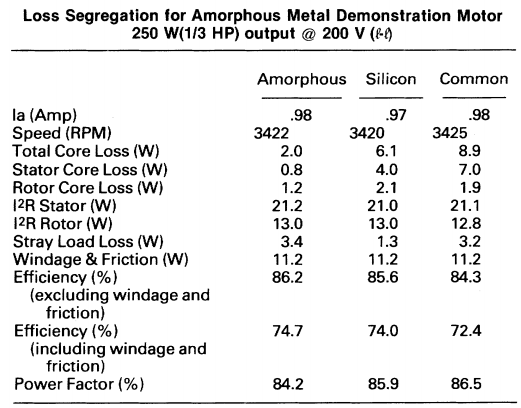 Loss Segregation for Amorphous Metal Demonstration Motor
250 W(1/3 HP) output @ 200 V (ℓ-ℓ)
Amorphous Silicon Common
Ia (Amp) .98 .97 .98
Speed (RPM) 3422 3420 3425
Total Core Loss (W) 2.0 6.1 8.9
Stator Core Loss (W) 0.8 4.0 7.0
Rotor Core Loss (W) 1.2 2.1 1.9
I²R Stator (W) 21.2 21.0 21.1
I²R Rotor (W) 13.0 13.0 12.8
Stray Load Loss (W) 3.4 1.3 3.2
Windage & Friction (W) 11.2 11.2 11.2
Efficiency (%) 86.2 85.6 84.3
(excluding windage and
friction)
Efficiency (%) 74.7 74.0 72.4
(including windage and
friction)
Power Factor (%) 84.2 85.9 86.5